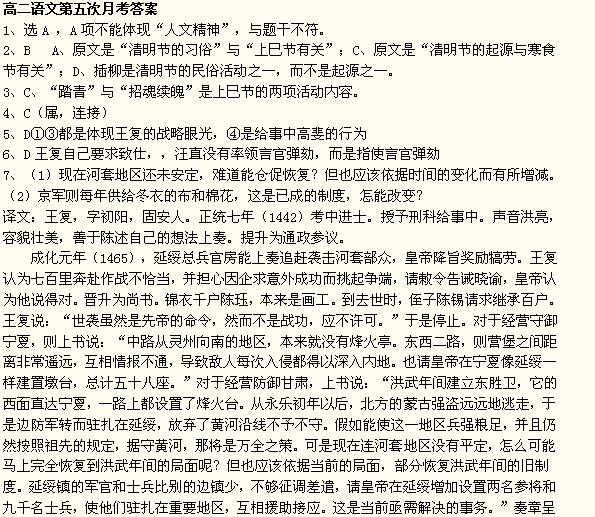 高二语文第五次月考答案
1、选A，A项不能体现“人文精神”，与题干不符。
2、B A、原文是“清明节的习俗”与“上巳节有关”；C、原文是“清明节的起源与寒食
节有关”；D、插柳是清明节的民俗活动之一，而不是起源之一。
3、C、“踏青”与“招魂续魄”是上巳节的两项活动内容。
4、C（属，连接）
5、D①③都是体现王复的战略眼光，④是给事中高斐的行为
6、D王复自己要求致仕，，汪直没有率领言官弹劾，而是指使言官弹劾
7、（1）现在河套地区还未安定，难道能仓促恢复？但也应该依据时间的变化而有所增减。
（2）京军则每年供给冬衣的布和棉花，这是已成的制度，怎能改变？
译文：王复，字初阳，固安人。正统七年（1442）考中进士。授予刑科给事中。声音洪亮，
容貌壮美，善于陈述自己的想法上奏。提升为通政参议。
成化元年（1465），延绥总兵官房能上奏追赶袭击河套部众，皇帝降旨奖励犒劳。王复
认为七百里奔赴作战不恰当，并担心因企求意外成功而挑起争端，请敕令告诫晓谕，皇帝认
为他说得对。晋升为尚书。锦衣千户陈珏，本来是画工。到去世时，侄子陈锡请求继承百户。
王复说：“世袭虽然是先帝的命令，然而不是战功，应不许可。”于是停止。对于经营守御
宁夏，则上书说：“中路从灵州向南的地区，本来就没有烽火亭。东西二路，则营堡之间距
离非常遥远，互相情报不通，导致敌人每次入侵都得以深入内地。也请皇帝在宁夏像延绥一
样建置墩台，总计五十八座。”对于经营防御甘肃，上书说：“洪武年间建立东胜卫，它的
西面直达宁夏，一路上都设置了烽火台。从永乐初年以后，北方的蒙古强盗远远地逃走，于
是边防军转而驻扎在延绥，放弃了黄河沿线不予不守。假如能使这一地区兵强粮足，并且仍
然按照祖先的规定，据守黄河，那将是万全之策。可是现在连河套地区没有平定，怎么可能
马上完全恢复到洪武年间的局面呢？但也应该依据当前的局面，部分恢复洪武年间的旧制
度。延绥镇的军官和士兵比别的边镇少，不够征调差遣，请皇帝在延绥增加设置两名参将和
九千名士兵，使他们驻扎在重要地区，互相援助接应。这是当前亟需解决的事务。”奏章呈